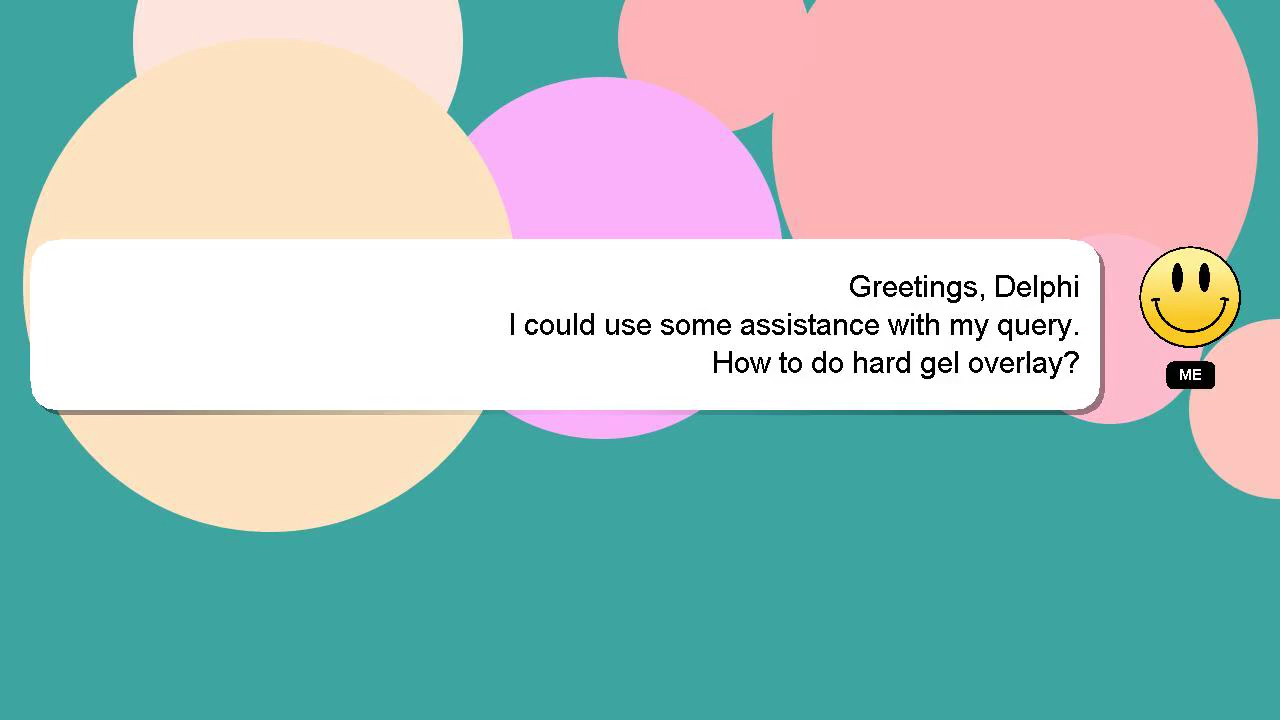 Greetings, Delphi
I could use some assistance with my query.
How to do hard gel overlay?
ME